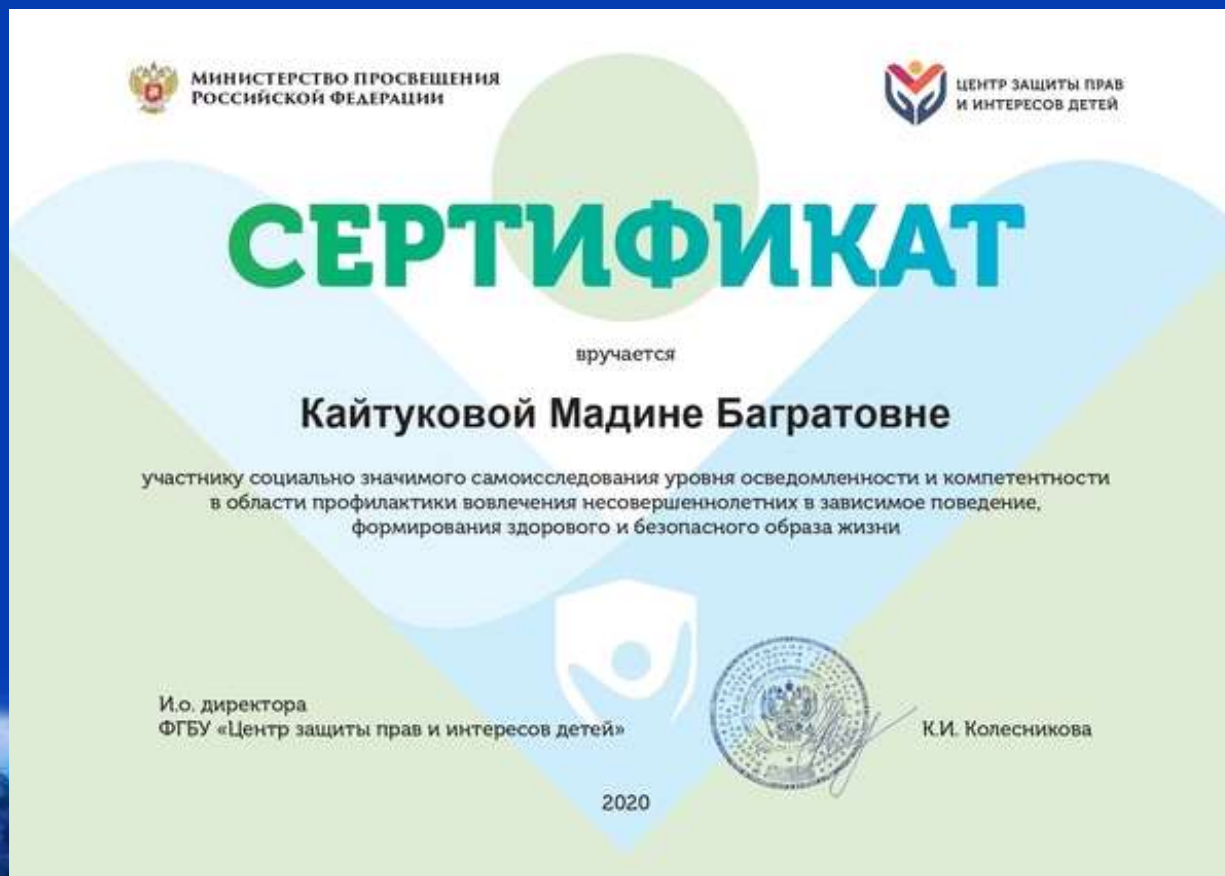 МИНИСТЕРСТВО ПРОСВЕЩЕНИЯ
РОССИЙСКОЙ ФЕДЕРАЦИИ
ЦЕНТР ЗАЩИТЫ ПРАВ
И ИНТЕРЕСОВ ДЕТЕЙ
СЕРТИФИКАТ
вручается
Кайтуковой Мадине Багратовне
участнику социально значимого самоисследования уровня осведомленности и компетентности
в области профилактики вовлечения несовершеннолетних в зависимое поведение,
формирования здорового и безопасного образа жизни
И.о. директора
ФГБУ «Центр защиты прав и интересов детей»
К.И. Колесникова
2020